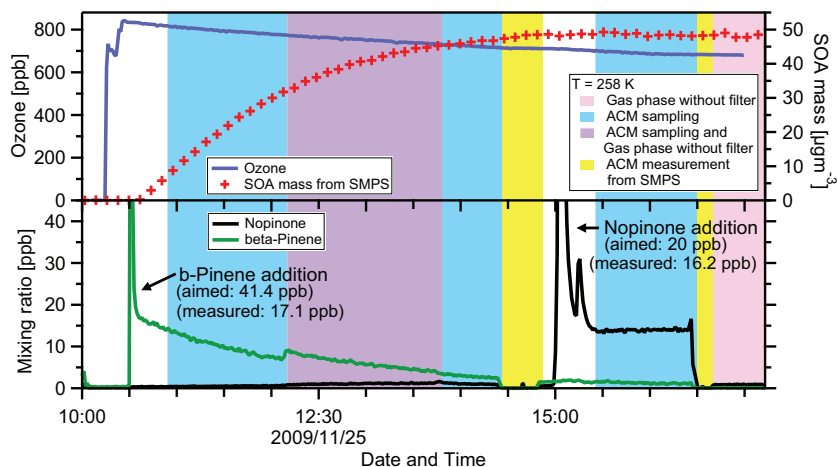 800
600
400
200
0
Ozone [ppb]
50
40
30
20
10
0
SOA mass [µgm-3]
T = 258 K
Gas phase without filter
ACM sampling
ACM sampling and
Gas phase without filter
ACM measurement
from SMPS
Ozone
SOA mass from SMPS
40
30
20
10
0
Mixing ratio [ppb]
Nopinone
beta-Pinene
b-Pinene addition
(aimed: 41.4 ppb)
(measured: 17.1 ppb)
Nopinone addition
(aimed: 20 ppb)
(measured: 16.2 ppb)
10:00
12:30
15:00
2009/11/25
Date and Time